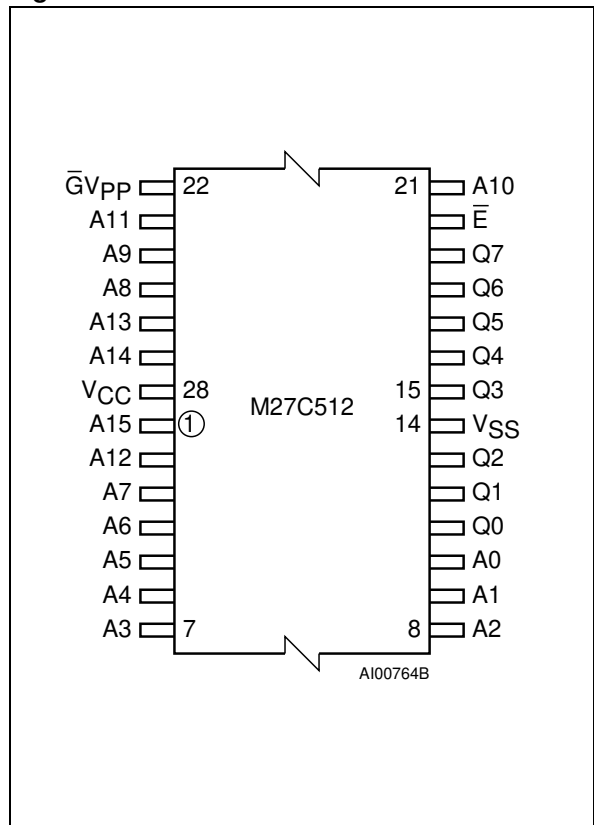 G̅VPP 22 21 A10
A11 E̅
A9 Q7
A8 Q6
A13 Q5
A14 Q4
VCC 28 15 Q3
M27C512
A15 1 14 VSS
A12 Q2
A7 Q1
A6 Q0
A5 A0
A4 A1
A3 7 8 A2
AI00764B